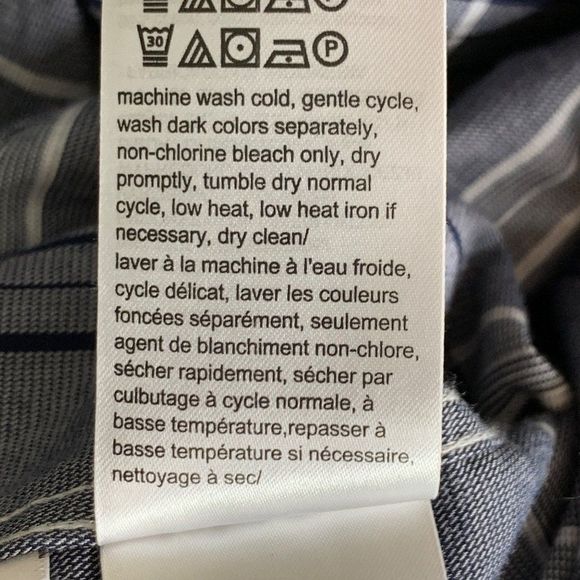 30 P
machine wash cold, gentle cycle,
wash dark colors separately,
non-chlorine bleach only, dry
promptly, tumble dry normal
cycle, low heat, low heat iron if
necessary, dry clean/
laver à la machine à l'eau froide,
cycle délicat, laver les couleurs
foncées séparément, seulement
agent de blanchiment non-chlore,
sécher rapidement, sécher par
culbutage à cycle normale, à
basse température,repasser à
basse température si nécessaire,
nettoyage à sec/